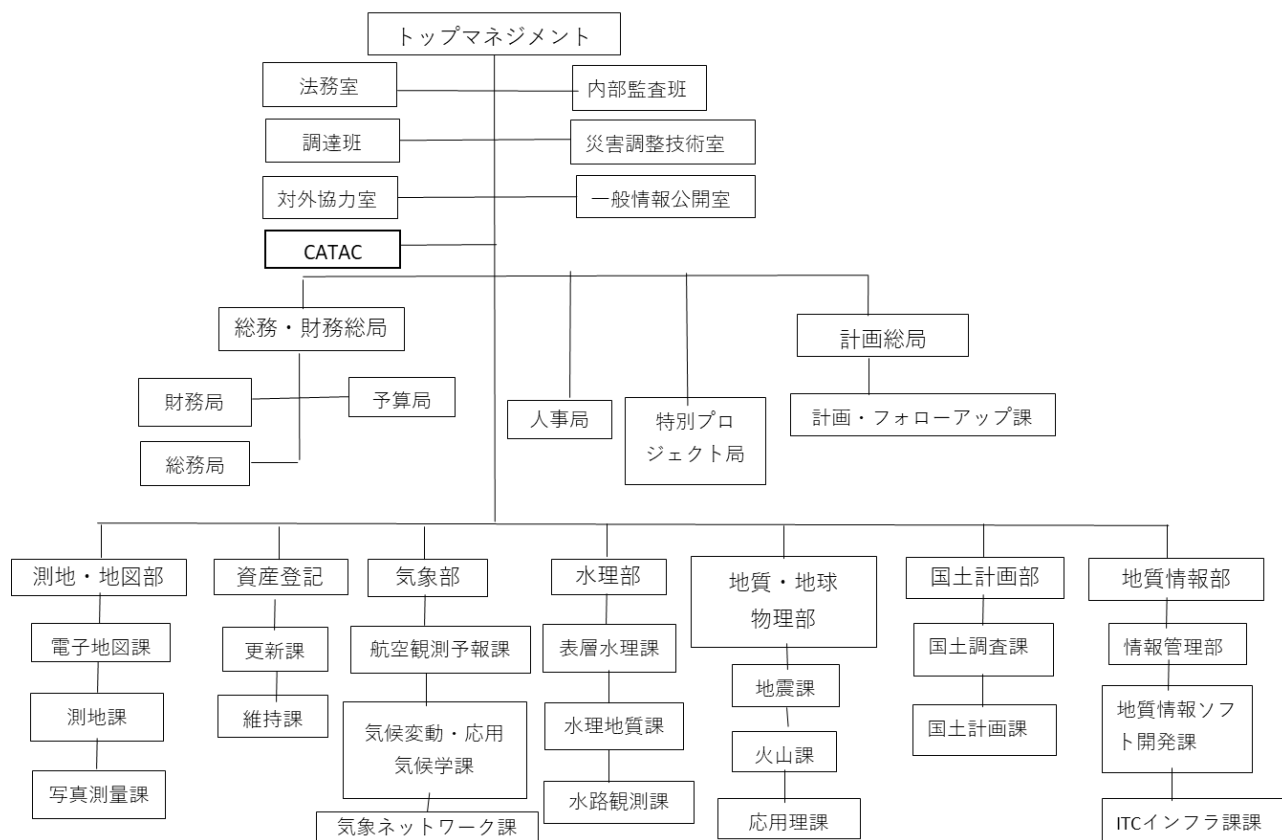 トップマネジメント
法務室
内部監査班
調達班
災害調整技術室
対外協力室
一般情報公開室
CATAC
総務・財務総局
計画総局
財務局
予算局
人事局
特別プロ
ジェクト局
計画・フォローアップ課
総務局
測地・地図部
資産登記
気象部
水理部
地質・地球
物理部
国土計画部
地質情報部
電子地図課
更新課
航空観測予報課
表層水理課
地震課
国土調査課
情報管理部
測地課
維持課
気候変動・応用
気候学課
水理地質課
火山課
国土計画課
地質情報ソフ
ト開発課
写真測量課
気象ネットワーク課
水路観測課
応用理課
ITCインフラ課課